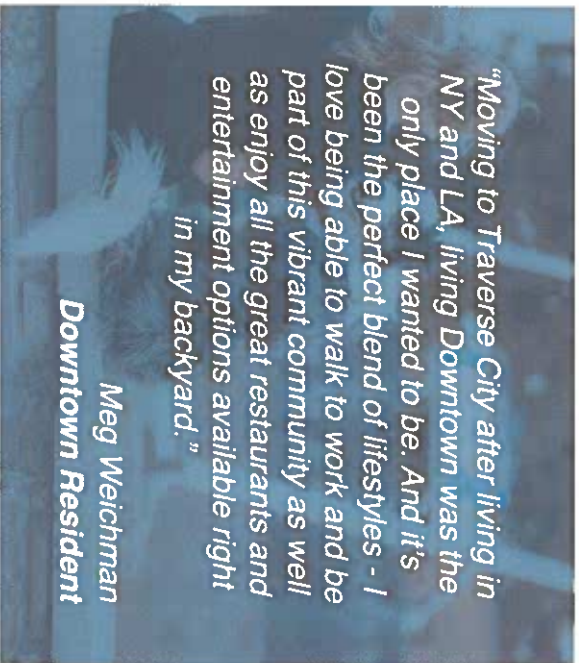 “Moving to Traverse City after living in
NY and LA, living Downtown was the
only place I wanted to be. And it's
been the perfect blend of lifestyles - I
love being able to walk to work and be
part of this vibrant community as well
as enjoy all the great restaurants and
entertainment options available right
in my backyard.”
Meg Weichman
Downtown Resident